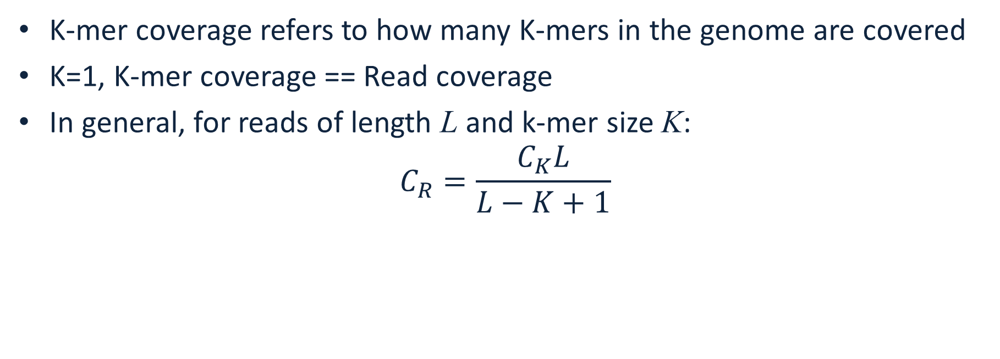 • K-mer coverage refers to how many K-mers in the genome are covered
• K=1, K-mer coverage == Read coverage
• In general, for reads of length L and k-mer size K:
C_R = \frac{C_K L}{L − K + 1}